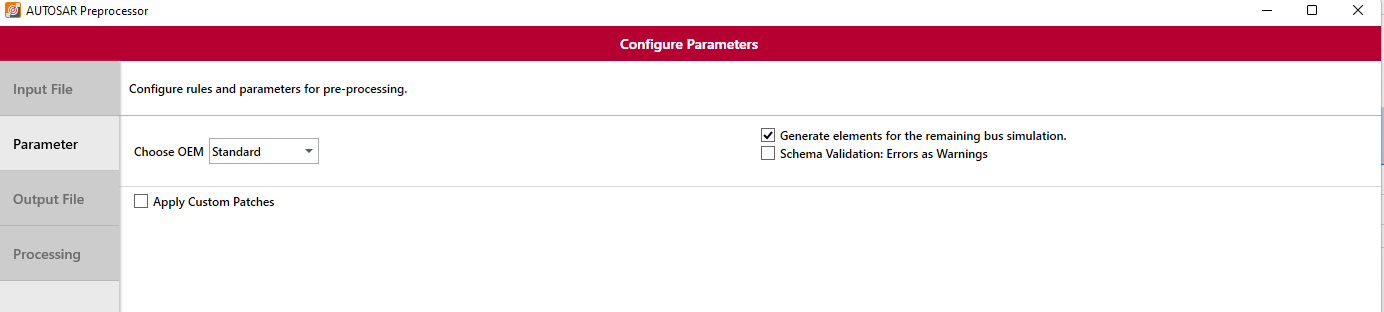 AUTOSAR Preprocessor
Configure Parameters
Input File
Configure rules and parameters for pre-processing.
Parameter
Choose OEM Standard
Generate elements for the remaining bus simulation.
Schema Validation: Errors as Warnings
Output File
Apply Custom Patches
Processing